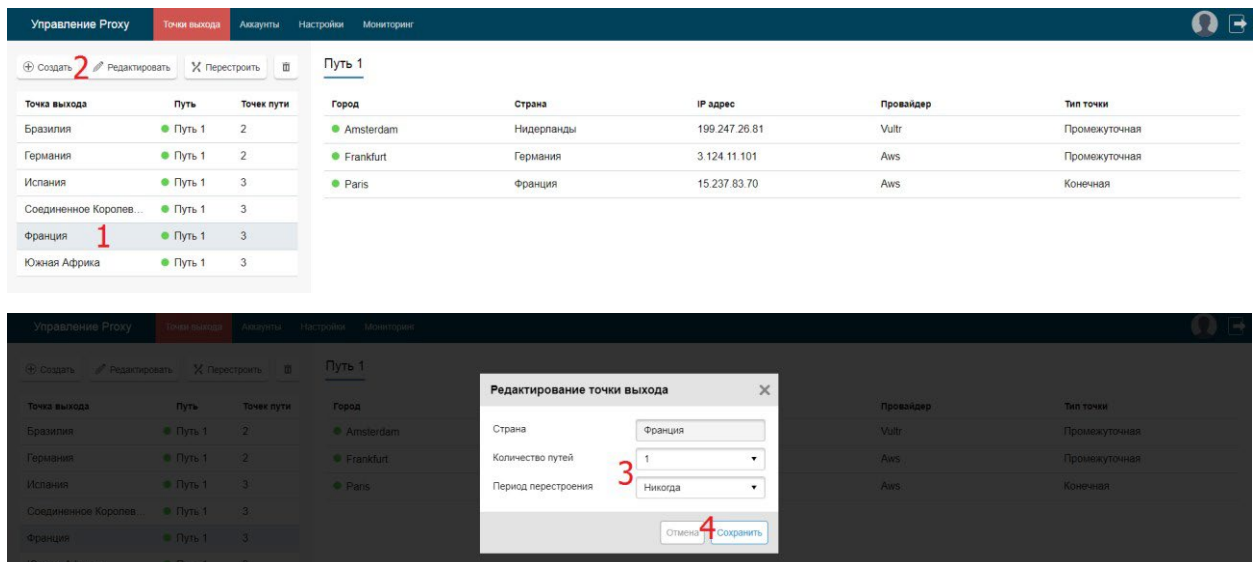 Управление Proxy Точки выхода Аккаунты Настройки Мониторинг
Создать 2 Редактировать Перестроить
Путь 1
Точка выхода Путь Точек пути
Город Страна IP адрес Провайдер Тип точки
Бразилия Путь 1 2
Amsterdam Нидерланды 199.247.26.81 Vultr Промежуточная
Германия Путь 1 2
Frankfurt Германия 3.124.11.101 Aws Промежуточная
Испания Путь 1 3
Paris Франция 15.237.83.70 Aws Конечная
Соединенное Королев... Путь 1 3
Франция 1 Путь 1 3
Южная Африка Путь 1 3
Управление Proxy Точки выхода Аккаунты Настройки Мониторинг
Создать Редактировать Перестроить
Путь 1
Точка выхода Путь Точек пути
Город Провайдер Тип точки
Бразилия Путь 1 2
Amsterdam Vultr Промежуточная
Германия Путь 1 2
Frankfurt Aws Промежуточная
Испания Путь 1 3
Paris Aws Конечная
Соединенное Королев... Путь 1 3
Франция Путь 1 3
Редактирование точки выхода
Страна Франция
Количество путей 1
3
Период перестроения Никогда
Отмена 4 Сохранить